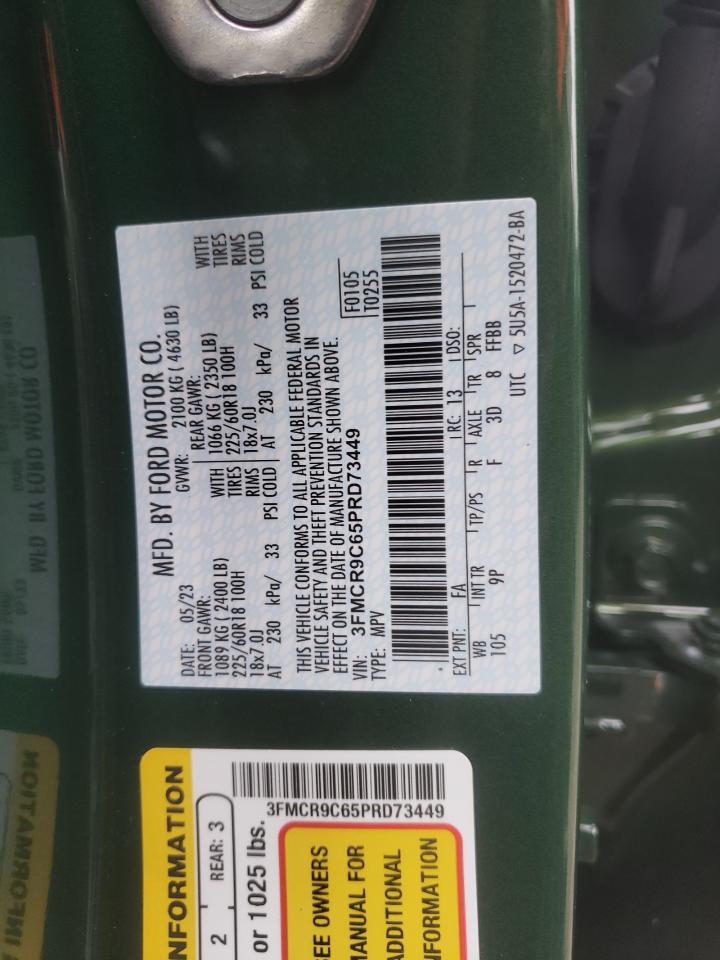 MFD. BY FORD MOTOR CO.
DATE: 05/23 GVWR: 2100 KG ( 4630 LB)
FRONT GAWR: REAR GAWR:
1089 KG ( 2400 LB) WITH 1066 KG ( 2350 LB) WITH
225/60R18 100H TIRES 225/60R18 100H TIRES
18x7.0J RIMS 18x7.0J RIMS
AT 230 kPa/ 33 PSI COLD AT 230 kPa/ 33 PSI COLD
THIS VEHICLE CONFORMS TO ALL APPLICABLE FEDERAL MOTOR
VEHICLE SAFETY AND THEFT PREVENTION STANDARDS IN
EFFECT ON THE DATE OF MANUFACTURE SHOWN ABOVE.
VIN: 3FMCR9C65PRD73449 F0105
TYPE: MPV T0255
EXT PNT: FA RC: 13 DSO:
WB INT TR TP/PS R AXLE TR SPR
105 9P F 3D 8 FFBB
UTC ▽ 5U5A-1520472-BA
NFORMATION
2 REAR: 3
or 1025 lbs.
3FMCR9C65PRD73449
EE OWNERS
MANUAL FOR
ADDITIONAL
FORMATION